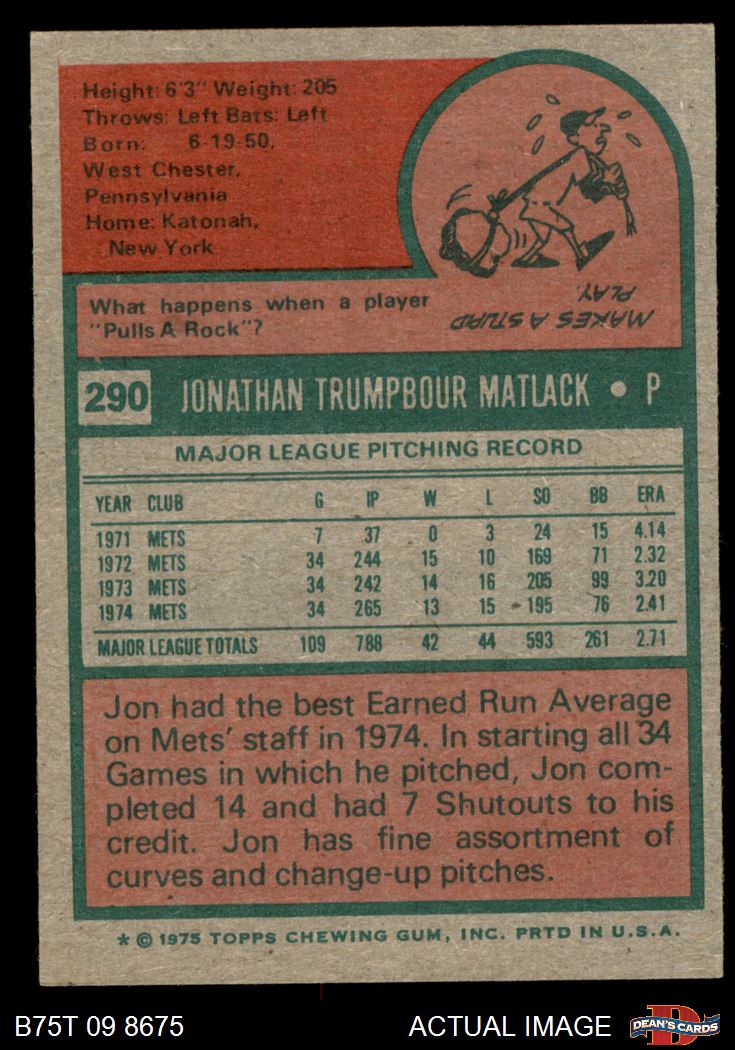 Height: 6'3" Weight: 205
Throws: Left Bats: Left
Born: 6-19-50,
West Chester,
Pennsylvania
Home: Katonah,
New York
What happens when a player
"Pulls A Rock"?
MAKES A STUPID
PLAY.
290 JONATHAN TRUMPBOUR MATLACK • P
MAJOR LEAGUE PITCHING RECORD
YEAR CLUB G IP W L SO BB ERA
1971 METS 7 37 0 3 24 15 4.14
1972 METS 34 244 15 10 169 71 2.32
1973 METS 34 242 14 16 205 99 3.20
1974 METS 34 265 13 15 195 76 2.41
MAJOR LEAGUE TOTALS 109 788 42 44 593 261 2.71
Jon had the best Earned Run Average
on Mets' staff in 1974. In starting all 34
Games in which he pitched, Jon com-
pleted 14 and had 7 Shutouts to his
credit. Jon has fine assortment of
curves and change-up pitches.
* © 1975 TOPPS CHEWING GUM, INC. PRTD IN U.S.A.
B75T 09 8675 ACTUAL IMAGE D DEAN'S CARDS